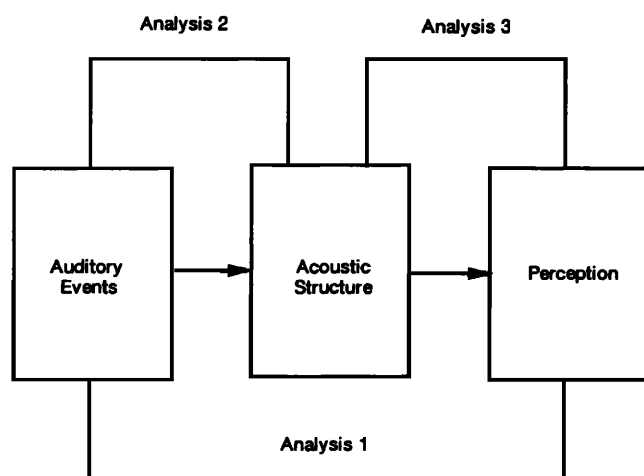 Analysis 2
Analysis 3
Auditory
Events
Acoustic
Structure
Perception
Analysis 1